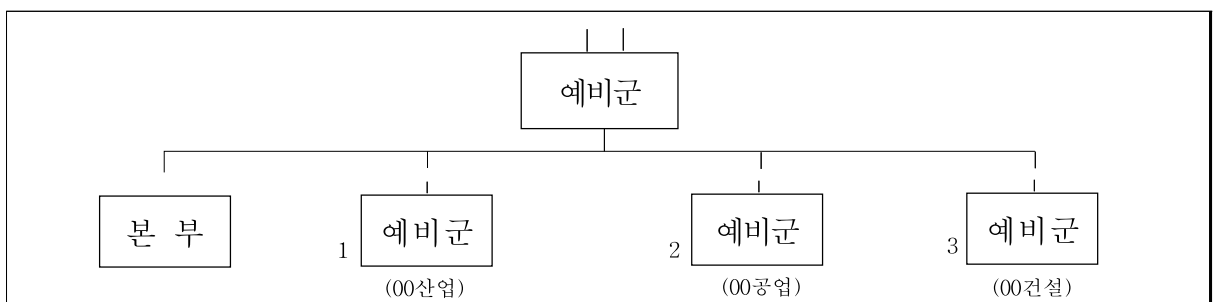 예비군
본 부 1 예비군 2 예비군 3 예비군
(00산업) (00공업) (00건설)